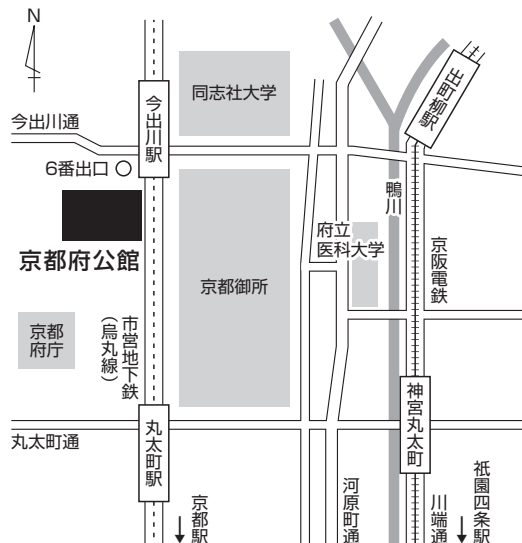 N
同志社大学
今出川駅
出町柳駅
今出川通
6番出口
鴨川
府立
医科大学
京都府公館
京都御所
京阪電鉄
京都
府庁
市営地下鉄
（烏丸線）
神宮丸太町
丸太町駅
丸太町通
京都駅
河原町通
川端通
祇園四条駅